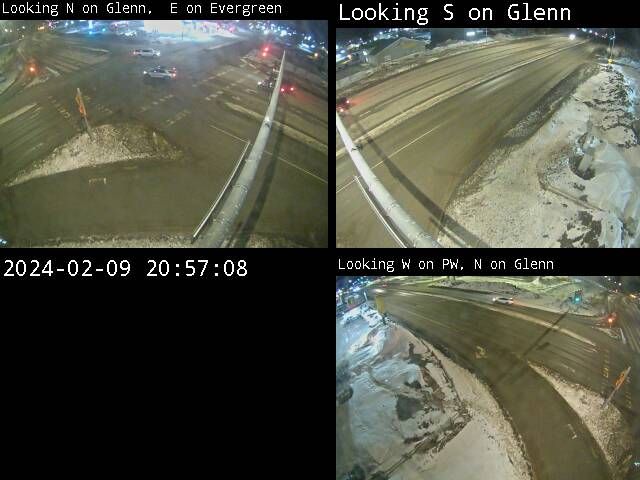 Looking N on Glenn, E on Evergreen
Looking S on Glenn
2024-02-09 20:57:08
Looking W on PW, N on Glenn